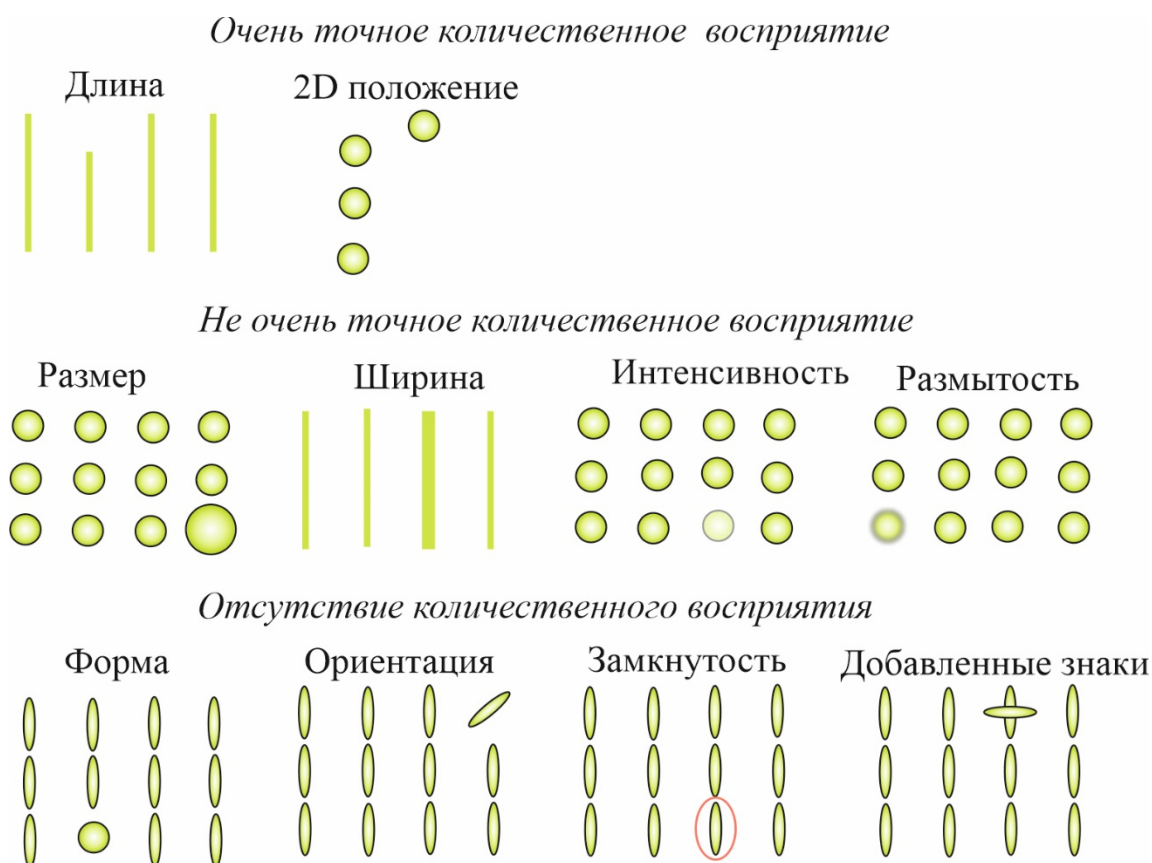 Очень точное количественное восприятие
Длина
2D положение
Не очень точное количественное восприятие
Размер
Ширина
Интенсивность
Размытость
Отсутствие количественного восприятия
Форма
Ориентация
Замкнутость
Добавленные знаки